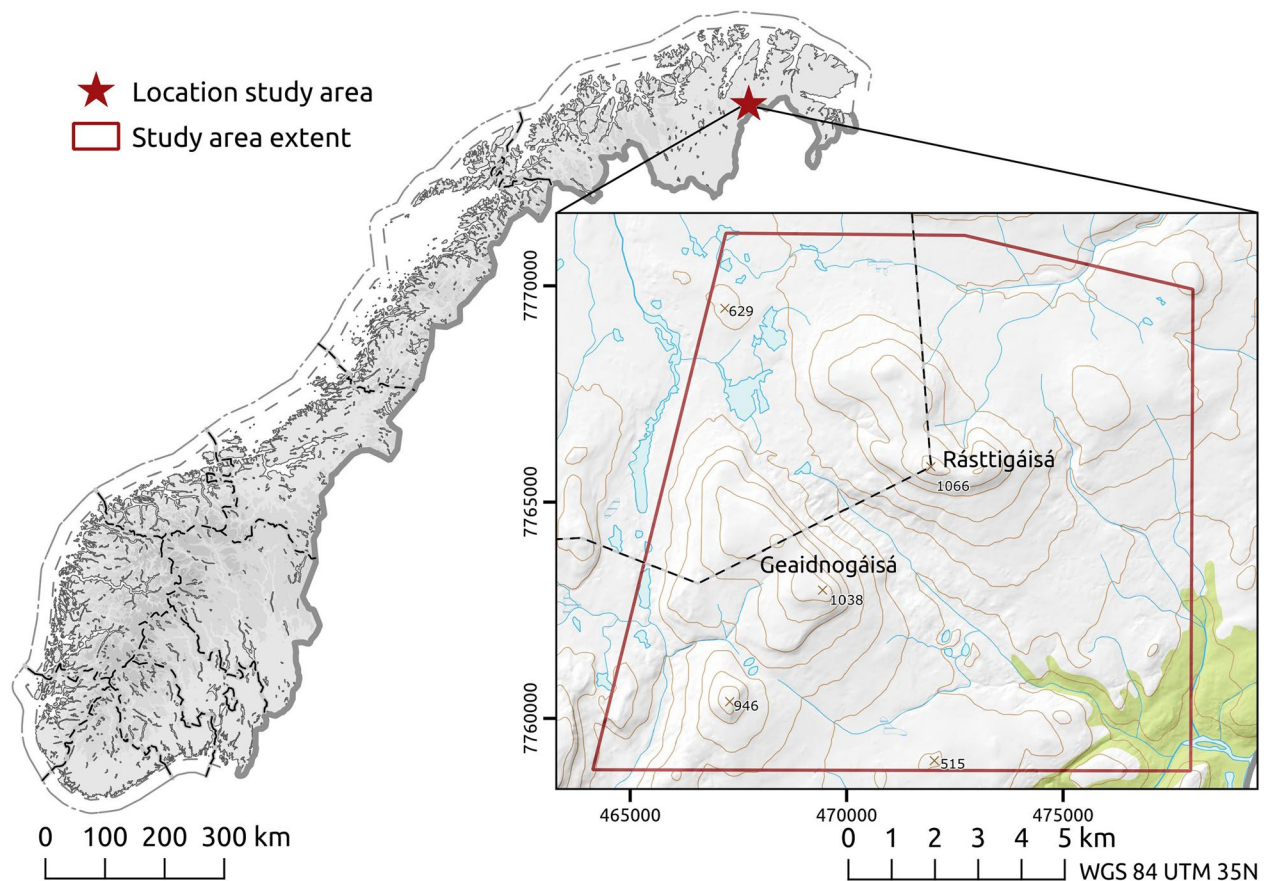 Location study area
Study area extent
7770000
7765000
7760000
629
Rásttigáisá
1066
Geaidnogáisá
1038
946
515
465000
470000
475000
0 100 200 300 km
0 1 2 3 4 5 km
WGS 84 UTM 35N